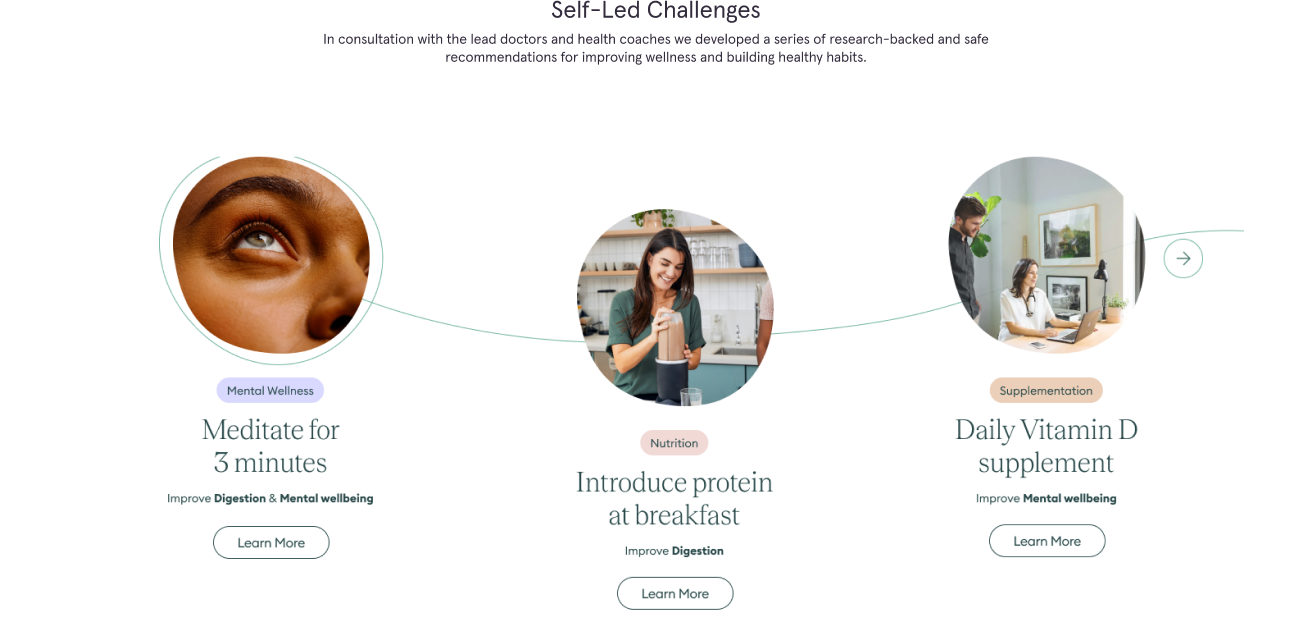 Self-Led Challenges
In consultation with the lead doctors and health coaches we developed a series of research-backed and safe
recommendations for improving wellness and building healthy habits.
Mental Wellness
Meditate for
3 minutes
Improve Digestion & Mental wellbeing
Learn More
Nutrition
Introduce protein
at breakfast
Improve Digestion
Learn More
Supplementation
Daily Vitamin D
supplement
Improve Mental wellbeing
Learn More